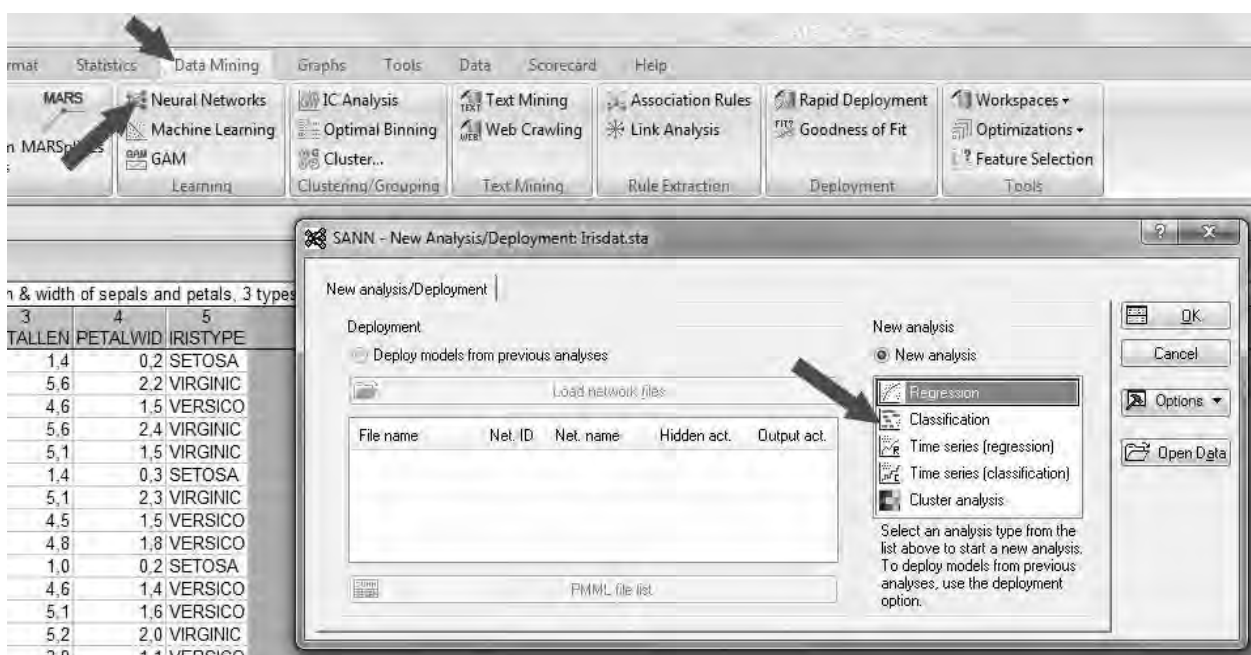 rmat Statistics Data Mining Graphs Tools Data Scorecard Help
MARS Neural Networks IC Analysis Text Mining Association Rules Rapid Deployment Workspaces
Machine Learning Optimal Binning Web Crawling Link Analysis Goodness of Fit Optimizations
n GAM Cluster... Feature Selection
Learning Clustering/Grouping Text Mining Rule Extraction Deployment Tools
SANN - New Analysis/Deployment: Irisdat.sta
n & width of sepals and petals, 3 types
3 4 5
TALLEN PETALWID IRISTYPE
1,4 0,2 SETOSA
5,6 2,2 VIRGINIC
4,6 1,5 VERSICO
5,6 2,4 VIRGINIC
5,1 1,5 VIRGINIC
1,4 0,3 SETOSA
5,1 2,3 VIRGINIC
4,5 1,5 VERSICO
4,8 1,8 VERSICO
1,0 0,2 SETOSA
4,6 1,4 VERSICO
5,1 1,6 VERSICO
5,2 2,0 VIRGINIC
New analysis/Deployment
Deployment
Deploy models from previous analyses
Load network files
File name Net. ID Net. name Hidden act. Output act.
PMML file list
New analysis
New analysis
Regression
Classification
Time series (regression)
Time series (classification)
Cluster analysis
Select an analysis type from the
list above to start a new analysis.
To deploy models from previous
analyses, use the deployment
option.
OK
Cancel
Options
Open Data